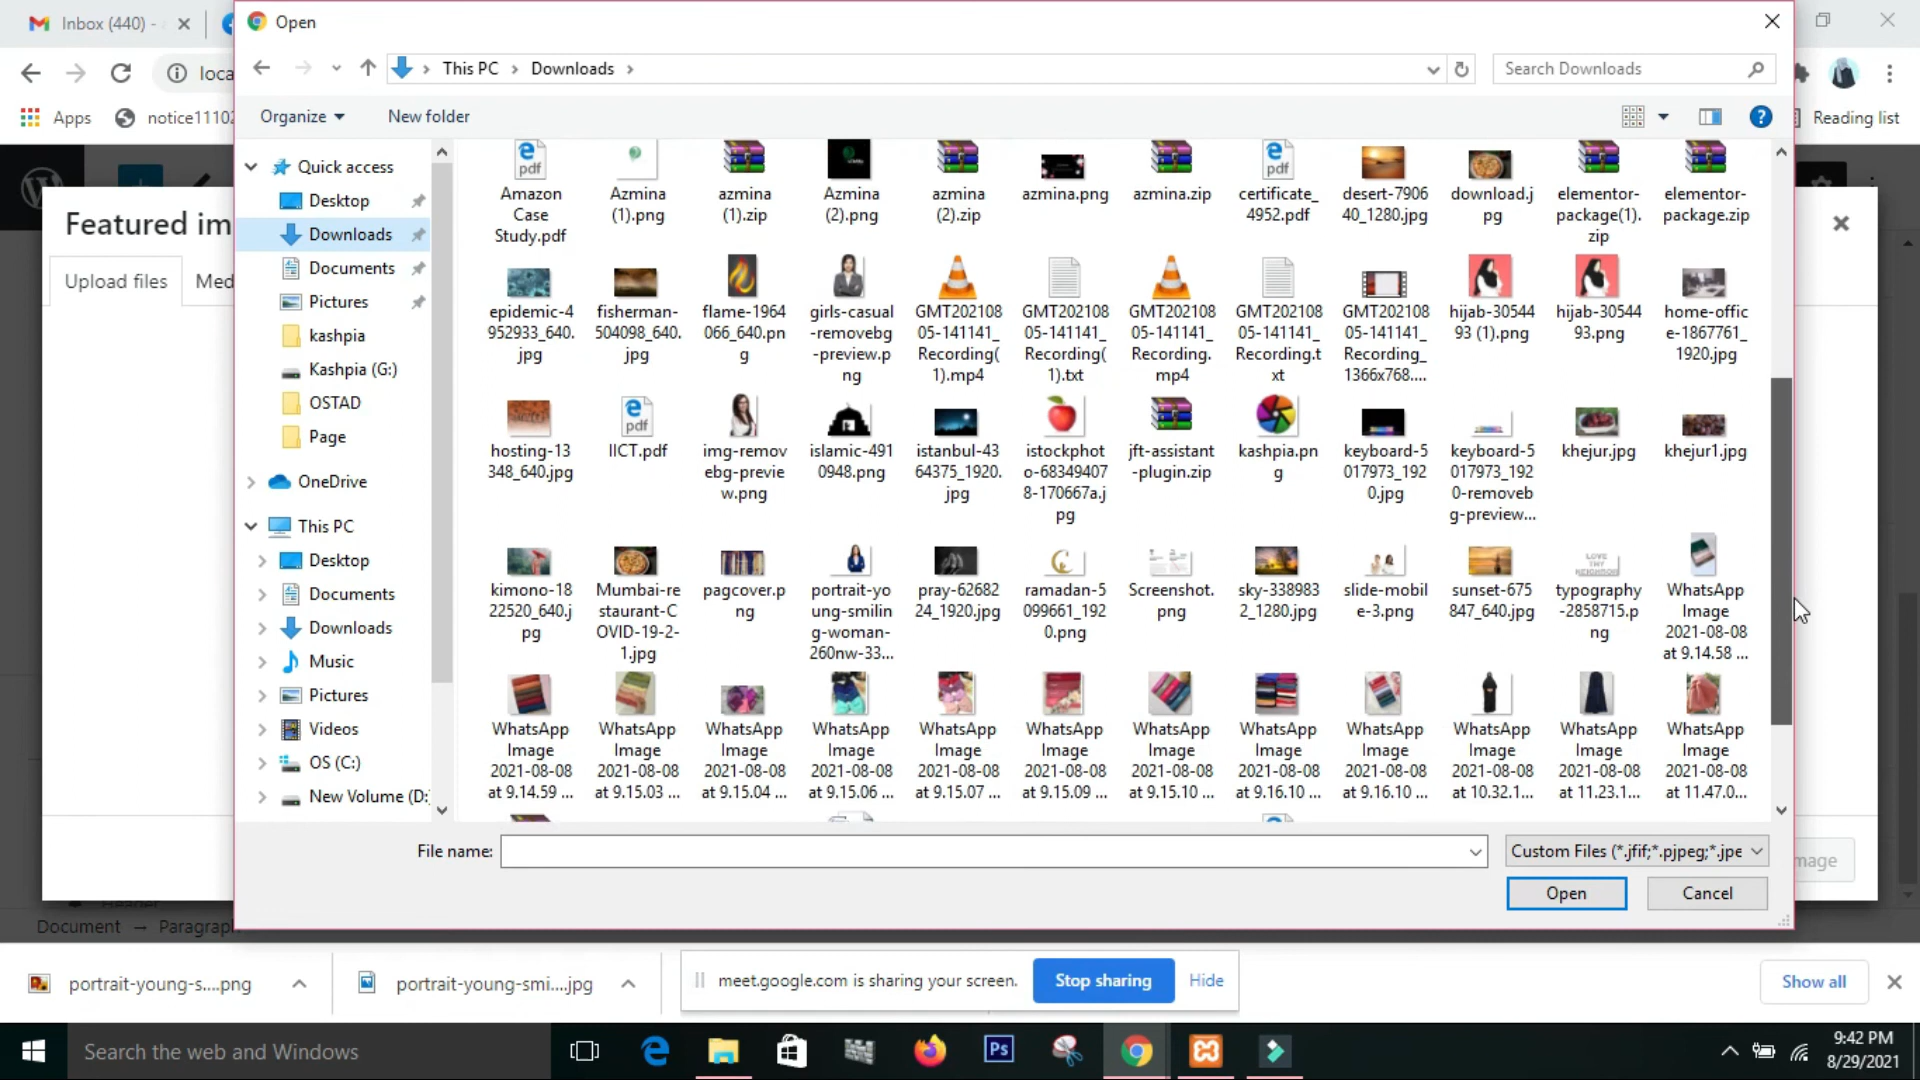 Inbox (440) -
Open
This PC
Downloads
Search Downloads
loca
Apps
notice11102
Reading list
Organize
New folder
Quick access
Desktop
Downloads
Documents
Pictures
kashpia
Kashpia (G:)
OSTAD
Page
OneDrive
This PC
Desktop
Documents
Downloads
Music
Pictures
Videos
OS (C:)
New Volume (D:
Featured im
Upload files
Med
Amazon Case Study.pdf
Azmina (1).png
azmina (1).zip
Azmina (2).png
azmina (2).zip
azmina.png
azmina.zip
certificate_4952.pdf
desert-790640_1280.jpg
download.jpg
elementor-package(1).zip
elementor-package.zip
epidemic-4952933_640.jpg
fisherman-504098_640.jpg
flame-1964066_640.png
girls-casual-removebg-preview.png
GMT20210805-141141_Recording(1).mp4
GMT20210805-141141_Recording(1).txt
GMT20210805-141141_Recording.mp4
GMT20210805-141141_Recording.txt
GMT20210805-141141_Recording_1366x768....
hijab-3054493 (1).png
hijab-3054493.png
home-office-1867761_1920.jpg
hosting-13348_640.jpg
IICT.pdf
img-removebg-preview.png
islamic-4910948.png
istanbul-4364375_1920.jpg
istockphoto-683494078-170667a.jpg
jft-assistant-plugin.zip
kashpia.png
keyboard-5017973_1920.jpg
keyboard-5017973_1920-removebg-preview...
khejur.jpg
khejur1.jpg
kimono-1822520_640.jpg
Mumbai-restaurant-COVID-19-2-1.jpg
pagcover.png
portrait-young-smiling-woman-260nw-33...
pray-6268224_1920.jpg
ramadan-5099661_1920.png
Screenshot.png
sky-3389832_1280.jpg
slide-mobile-3.png
sunset-675847_640.jpg
LOVE THY NEIGHBOR
typography-2858715.png
WhatsApp Image 2021-08-08 at 9.14.58 ...
WhatsApp Image 2021-08-08 at 9.14.59 ...
WhatsApp Image 2021-08-08 at 9.15.03 ...
WhatsApp Image 2021-08-08 at 9.15.04 ...
WhatsApp Image 2021-08-08 at 9.15.06 ...
WhatsApp Image 2021-08-08 at 9.15.07 ...
WhatsApp Image 2021-08-08 at 9.15.09 ...
WhatsApp Image 2021-08-08 at 9.15.10 ...
WhatsApp Image 2021-08-08 at 9.16.10 ...
WhatsApp Image 2021-08-08 at 9.16.10 ...
WhatsApp Image 2021-08-08 at 10.32.1...
WhatsApp Image 2021-08-08 at 11.23.1...
WhatsApp Image 2021-08-08 at 11.47.0...
File name:
Custom Files (*.jfif;*.pjpeg;*.jpe
Open
Cancel
mage
Document → Paragraph
portrait-young-s....png
portrait-young-smi....jpg
meet.google.com is sharing your screen.
Stop sharing
Hide
Show all
Search the web and Windows
Ps
9:42 PM
8/29/2021